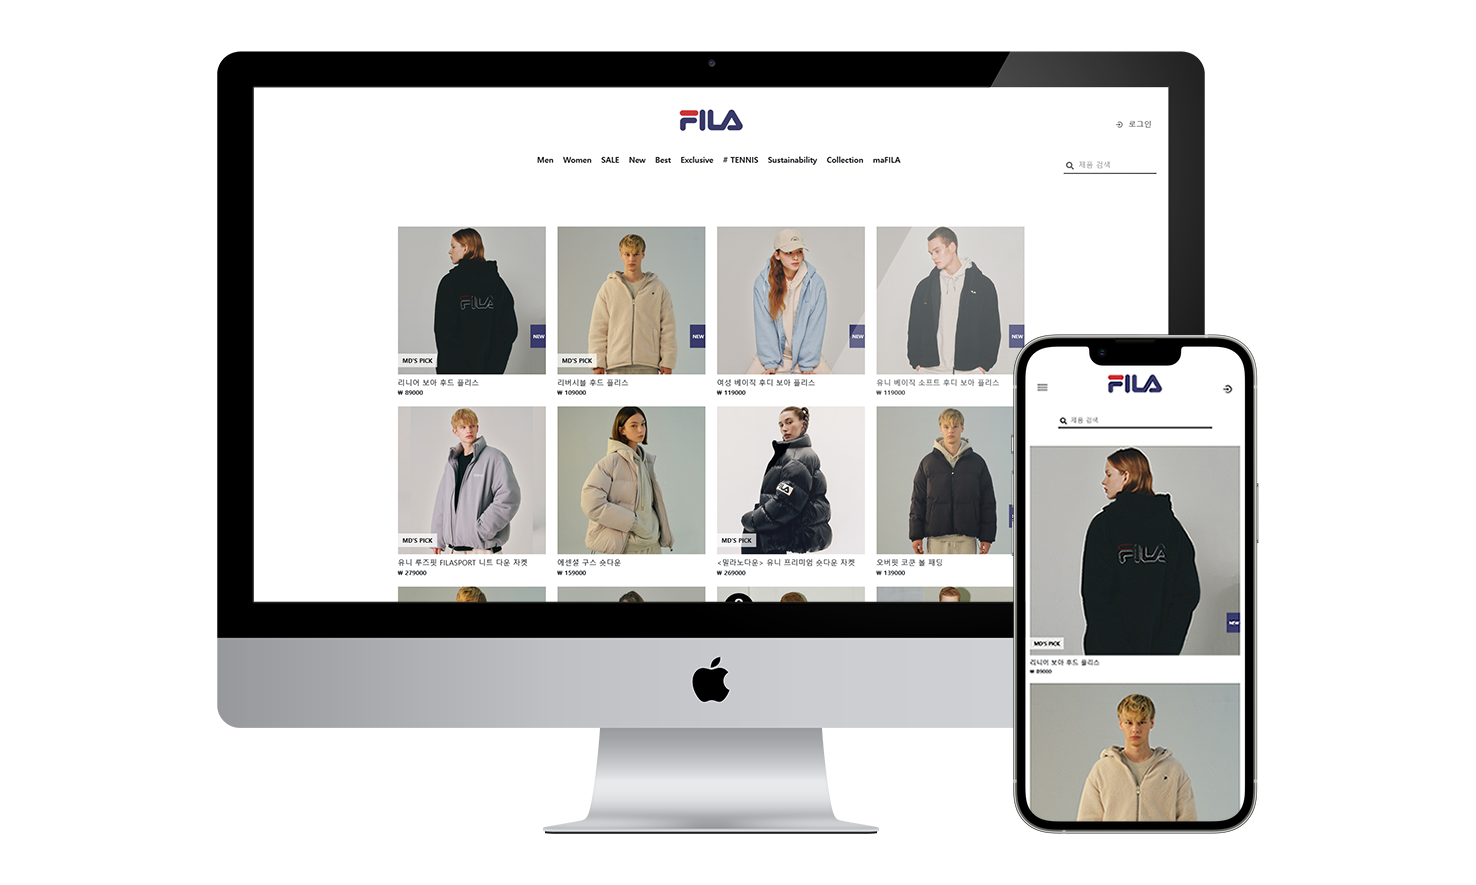 FILA
로그인
Men Women SALE New Best Exclusive # TENNIS Sustainability Collection maFILA
제품 검색
FILA
NEW
NEW
NEW
NEW
MD'S PICK
MD'S PICK
리니어 보아 후드 플리스
₩ 89000
리버시블 후드 플리스
₩ 109000
여성 베이직 후디 보아 플리스
₩ 119000
유니 베이직 소프트 후디 보아 플리스
₩ 119000
FILA
MD'S PICK
MD'S PICK
유니 루즈핏 FILASPORT 니트 다운 자켓
₩ 279000
에센셜 구스 숏다운
₩ 159000
<밀라노다운> 유니 프리미엄 숏다운 자켓
₩ 269000
오버핏 코쿤 볼 패딩
₩ 139000
FILA
제품 검색
FILA
NEW
MD'S PICK
리니어 보아 후드 플리스
₩ 89000